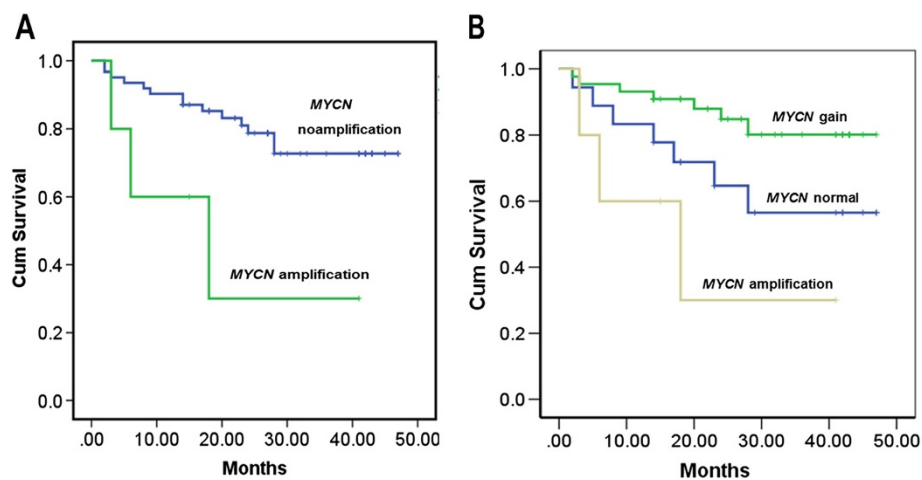 A
Cum Survival
1.0
0.8
0.6
0.4
0.2
0.0
MYCN
noamplification
MYCN amplification
.00 10.00 20.00 30.00 40.00 50.00
Months
B
Cum Survival
1.0
0.8
0.6
0.4
0.2
0.0
MYCN gain
MYCN normal
MYCN amplification
.00 10.00 20.00 30.00 40.00 50.00
Months